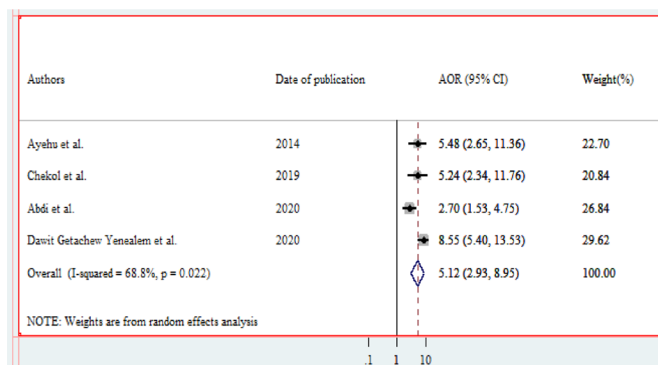 Authors Date of publication AOR (95% CI) Weight(%)
Ayehu et al. 2014 5.48 (2.65, 11.36) 22.70
Chekol et al. 2019 5.24 (2.34, 11.76) 20.84
Abdi et al. 2020 2.70 (1.53, 4.75) 26.84
Dawit Getachew Yenealem et al. 2020 8.55 (5.40, 13.53) 29.62
Overall (I-squared = 68.8%, p = 0.022) 5.12 (2.93, 8.95) 100.00
NOTE: Weights are from random effects analysis
.1 1 10